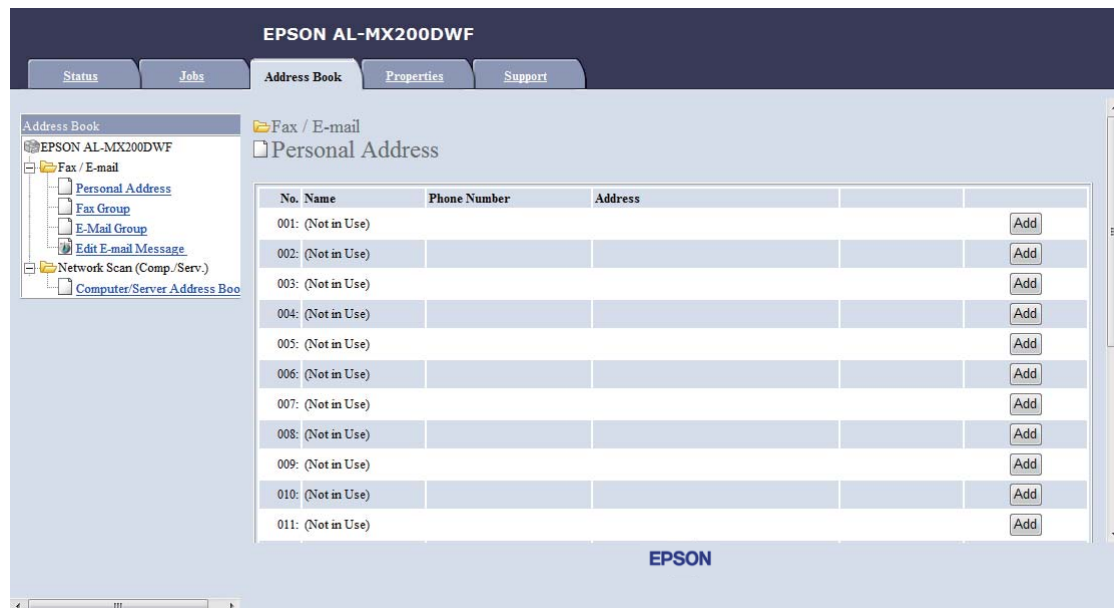 EPSON AL-MX200DWF
Status Jobs Address Book Properties Support
Address Book
EPSON AL-MX200DWF
Fax / E-mail
Personal Address
Fax Group
E-Mail Group
Edit E-mail Message
Network Scan (Comp./Serv.)
Computer/Server Address Boo
Fax / E-mail
Personal Address
No. Name Phone Number Address
001: (Not in Use) Add
002: (Not in Use) Add
003: (Not in Use) Add
004: (Not in Use) Add
005: (Not in Use) Add
006: (Not in Use) Add
007: (Not in Use) Add
008: (Not in Use) Add
009: (Not in Use) Add
010: (Not in Use) Add
011: (Not in Use) Add
EPSON